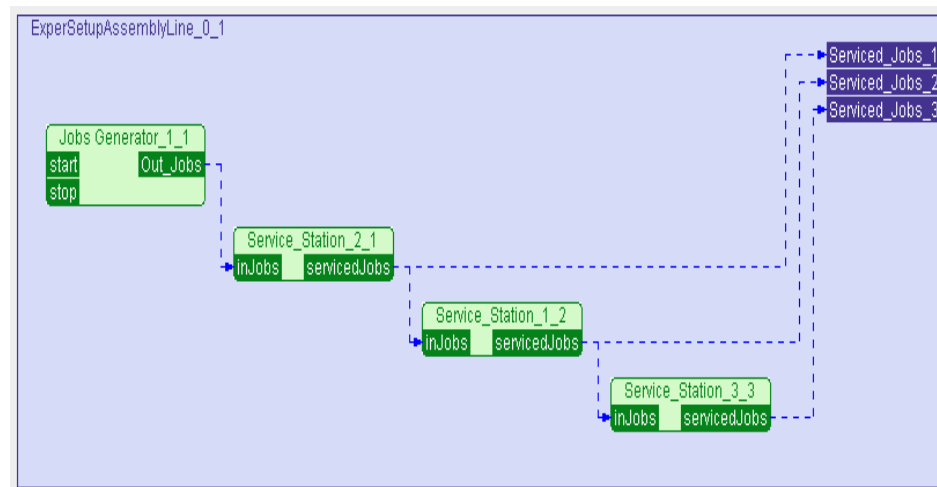 ExperSetupAssemblyLine_0_1
Serviced_Jobs_1
Serviced_Jobs_2
Serviced_Jobs_3
Jobs Generator_1_1
start Out_Jobs
stop
Service_Station_2_1
inJobs servicedJobs
Service_Station_1_2
inJobs servicedJobs
Service_Station_3_3
inJobs servicedJobs